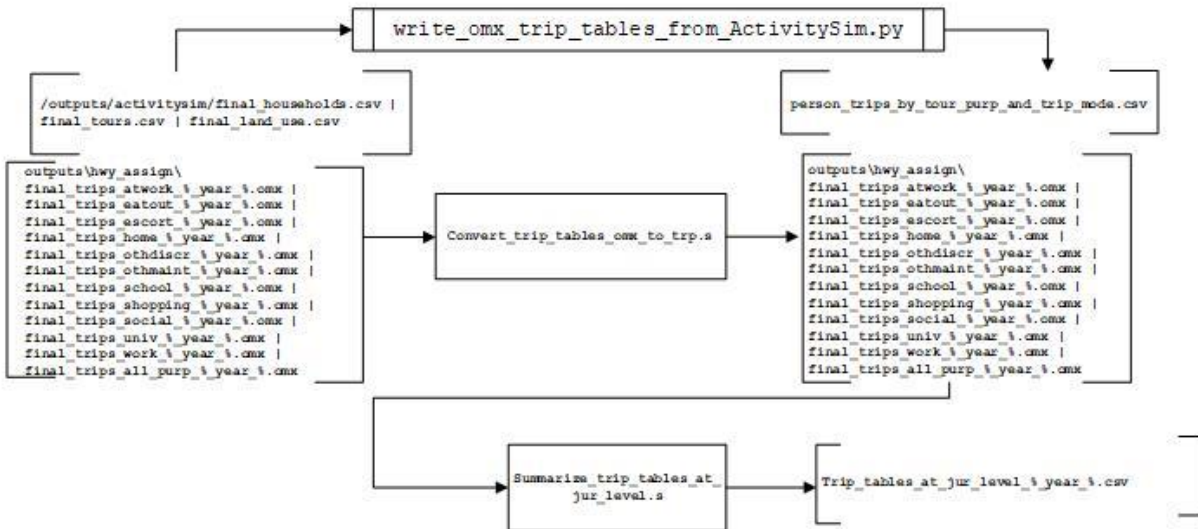 write_omx_trip_tables_from_ActivitySim.py
/outputs/activitysim/final_households.csv |
final_tours.csv | final_land_use.csv
person_trips_by_tour_purp_and_trip_mode.csv
outputs\hwy_assign\
final_trips_atwork_%_year_%.omx |
final_trips_eatout_%_year_%.omx |
final_trips_escort_%_year_%.omx |
final_trips_home_%_year_%.omx |
final_trips_othdiscr_%_year_%.omx |
final_trips_othmaint_%_year_%.omx |
final_trips_school_%_year_%.omx |
final_trips_shopping_%_year_%.omx |
final_trips_social_%_year_%.omx |
final_trips_univ_%_year_%.omx |
final_trips_work_%_year_%.omx |
final_trips_all_purp_%_year_%.omx
Convert_trip_tables_omx_to_trp.s
outputs\hwy_assign\
final_trips_atwork_%_year_%.omx |
final_trips_eatout_%_year_%.omx |
final_trips_escort_%_year_%.omx |
final_trips_home_%_year_%.omx |
final_trips_othdiscr_%_year_%.omx |
final_trips_othmaint_%_year_%.omx |
final_trips_school_%_year_%.omx |
final_trips_shopping_%_year_%.omx |
final_trips_social_%_year_%.omx |
final_trips_univ_%_year_%.omx |
final_trips_work_%_year_%.omx |
final_trips_all_purp_%_year_%.omx
Summarize_trip_tables_at_
jur_level.s
Trip_tables_at_jur_level_%_year_%.csv